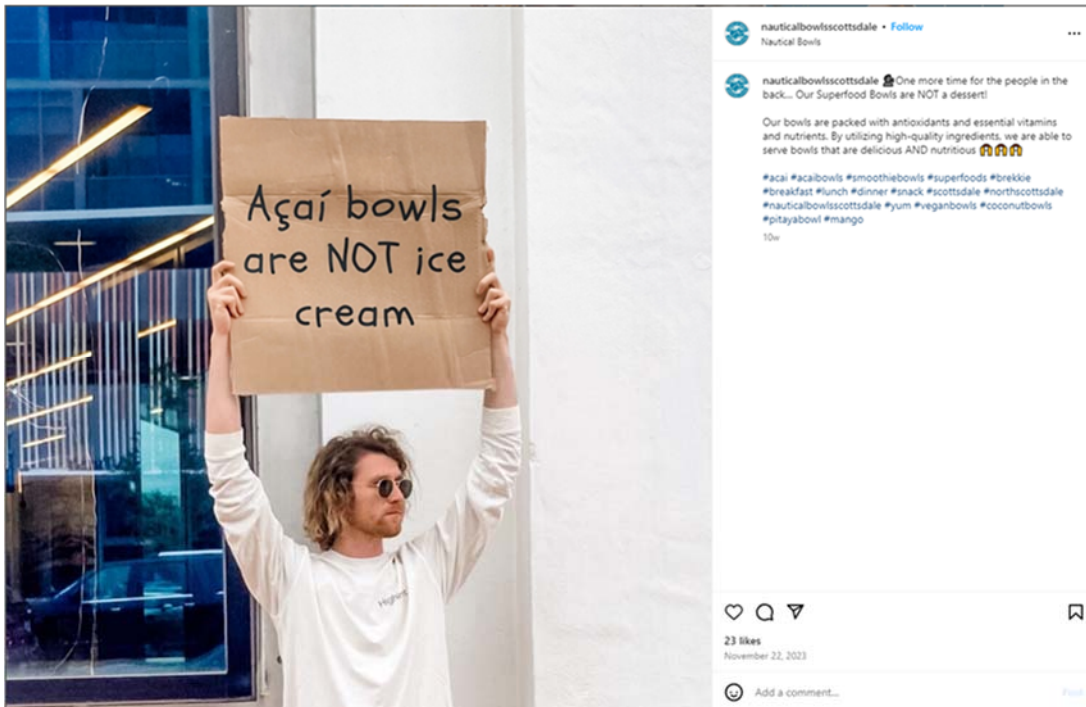 Açaí bowls
are NOT ice
cream
nauticalbowlsscottsdale • Follow
Nautical Bowls
nauticalbowlsscottsdale 🗣One more time for the people in the
back... Our Superfood Bowls are NOT a dessert!
Our bowls are packed with antioxidants and essential vitamins
and nutrients. By utilizing high-quality ingredients, we are able to
serve bowls that are delicious AND nutritious 🙌🙌🙌
#acai #acaibowls #smoothiebowls #superfoods #brekkie
#breakfast #lunch #dinner #snack #scottsdale #northscottsdale
#nauticalbowlsscottsdale #yum #veganbowls #coconutbowls
#pitayabowl #mango
10w
23 likes
November 22, 2023
Add a comment...
Post